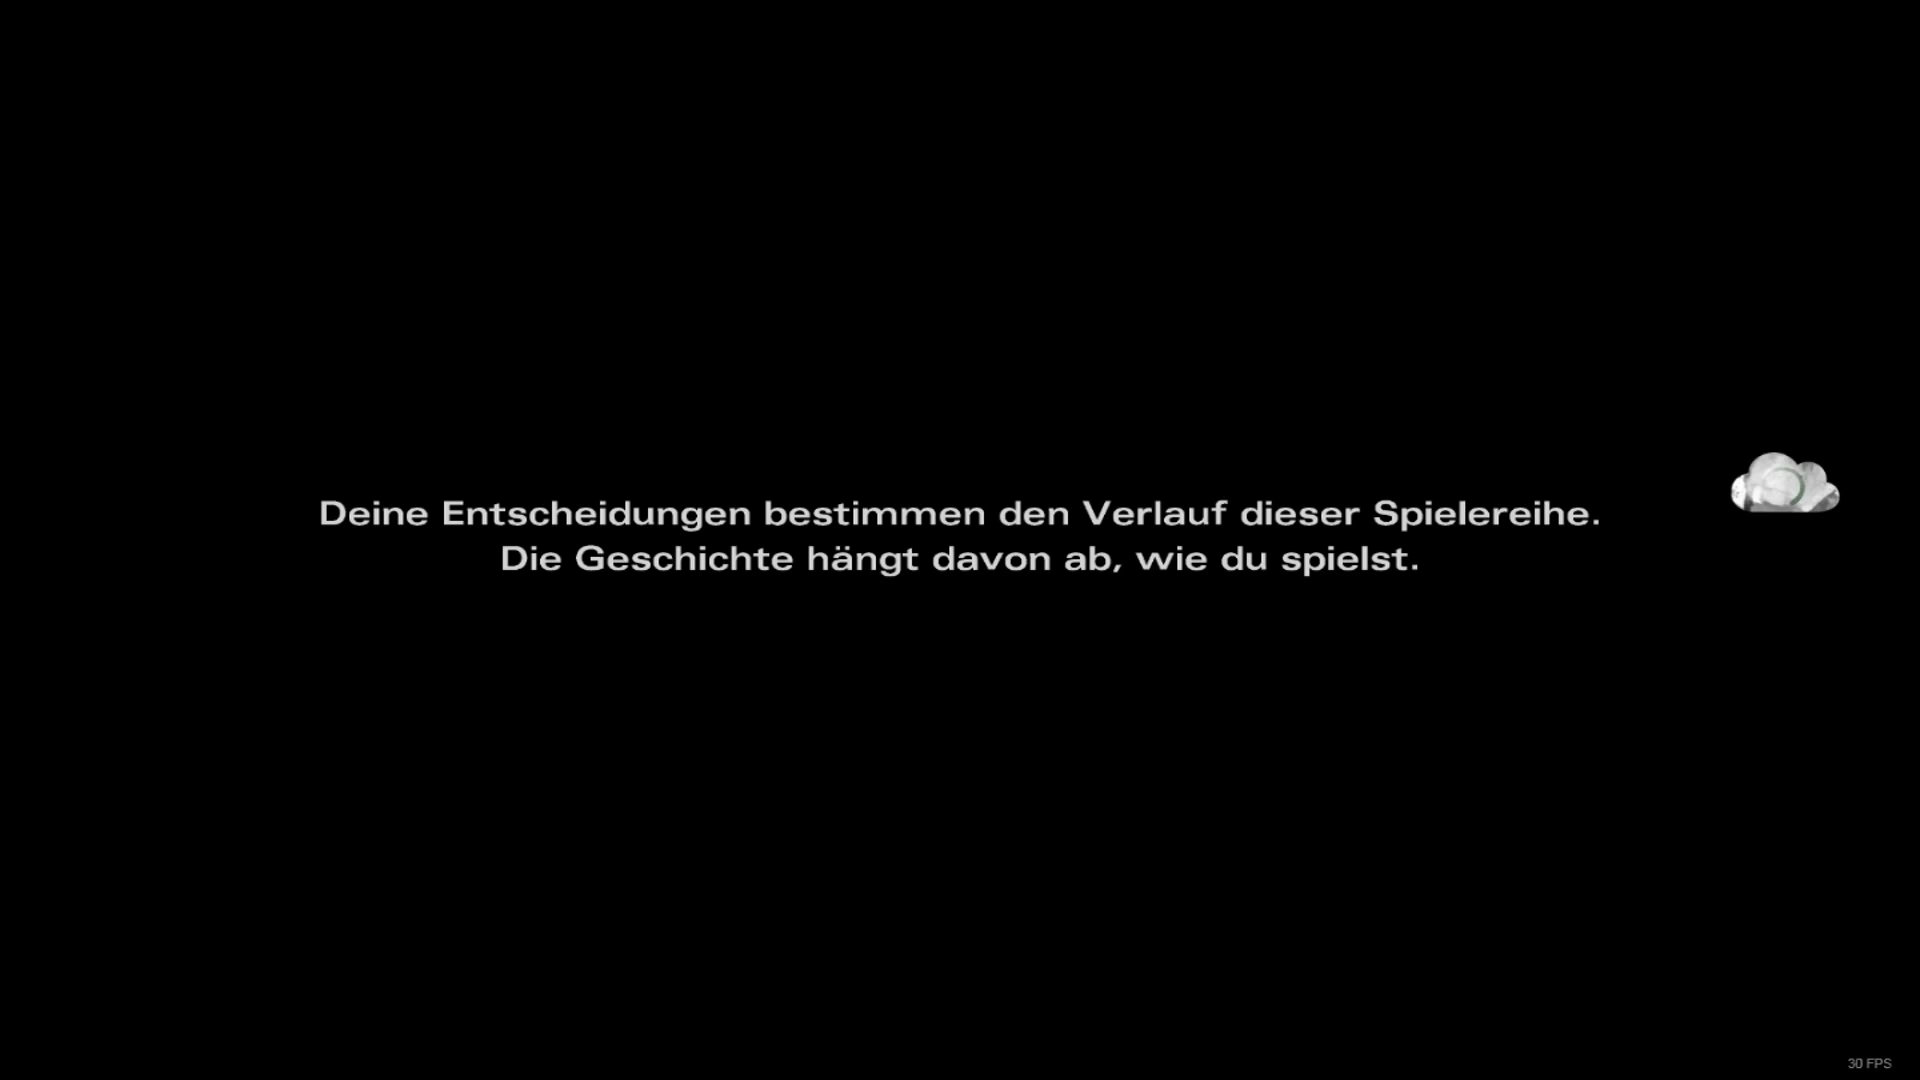 Deine Entscheidungen bestimmen den Verlauf dieser Spielereihe.
Die Geschichte hängt davon ab, wie du spielst.
30 FPS